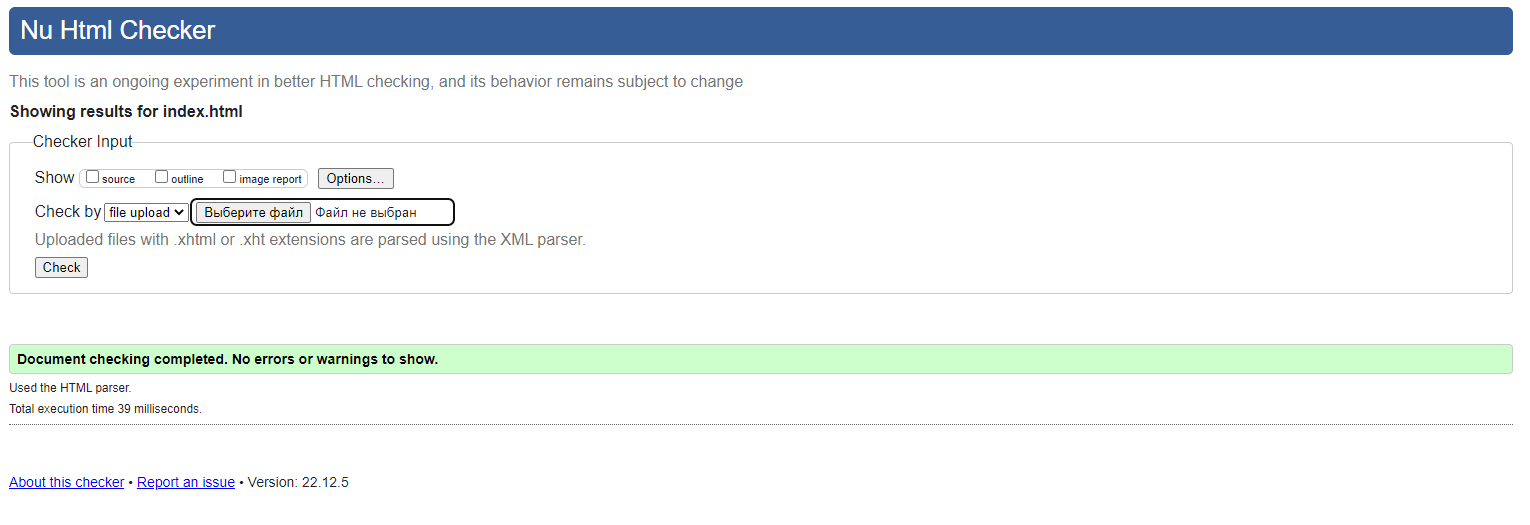 Nu Html Checker
This tool is an ongoing experiment in better HTML checking, and its behavior remains subject to change
Showing results for index.html
Checker Input
Show source outline image report Options...
Check by file upload Выберите файл Файл не выбран
Uploaded files with .xhtml or .xht extensions are parsed using the XML parser.
Check
Document checking completed. No errors or warnings to show.
Used the HTML parser.
Total execution time 39 milliseconds.
About this checker • Report an issue • Version: 22.12.5